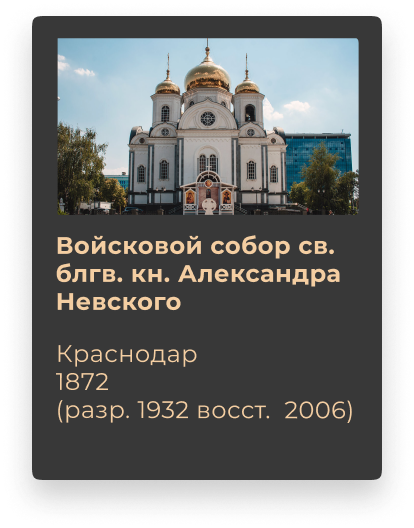 Войсковой собор св.
блгв. кн. Александра
Невского
Краснодар
1872
(разр. 1932 восст.  2006)